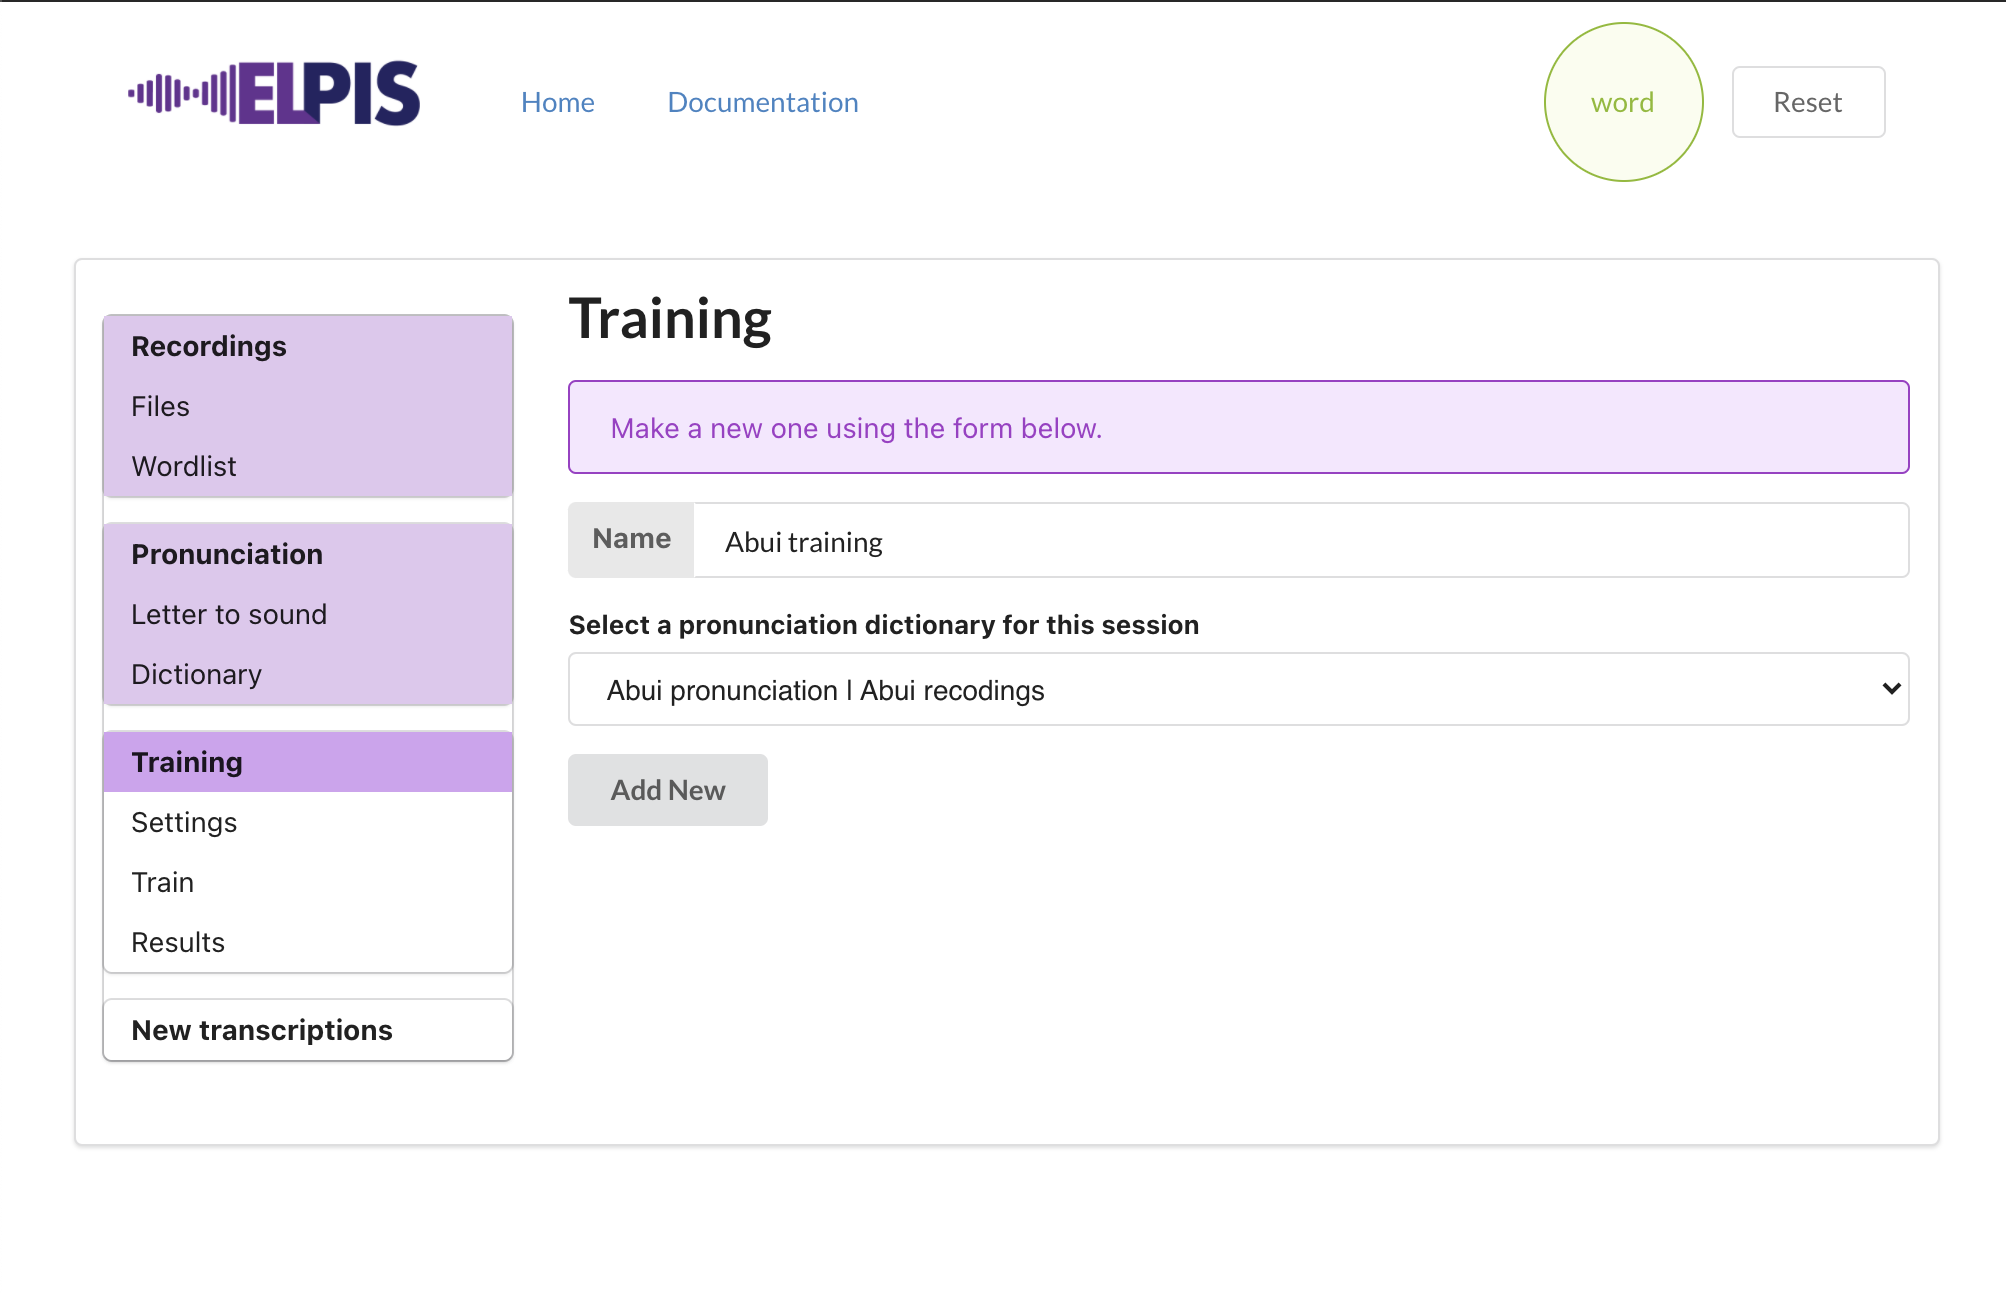 ELPIS
Home
Documentation
word
Reset
Recordings
Files
Wordlist
Pronunciation
Letter to sound
Dictionary
Training
Settings
Train
Results
New transcriptions
Training
Make a new one using the form below.
Name
Abui training
Select a pronunciation dictionary for this session
Abui pronunciation | Abui recodings
Add New